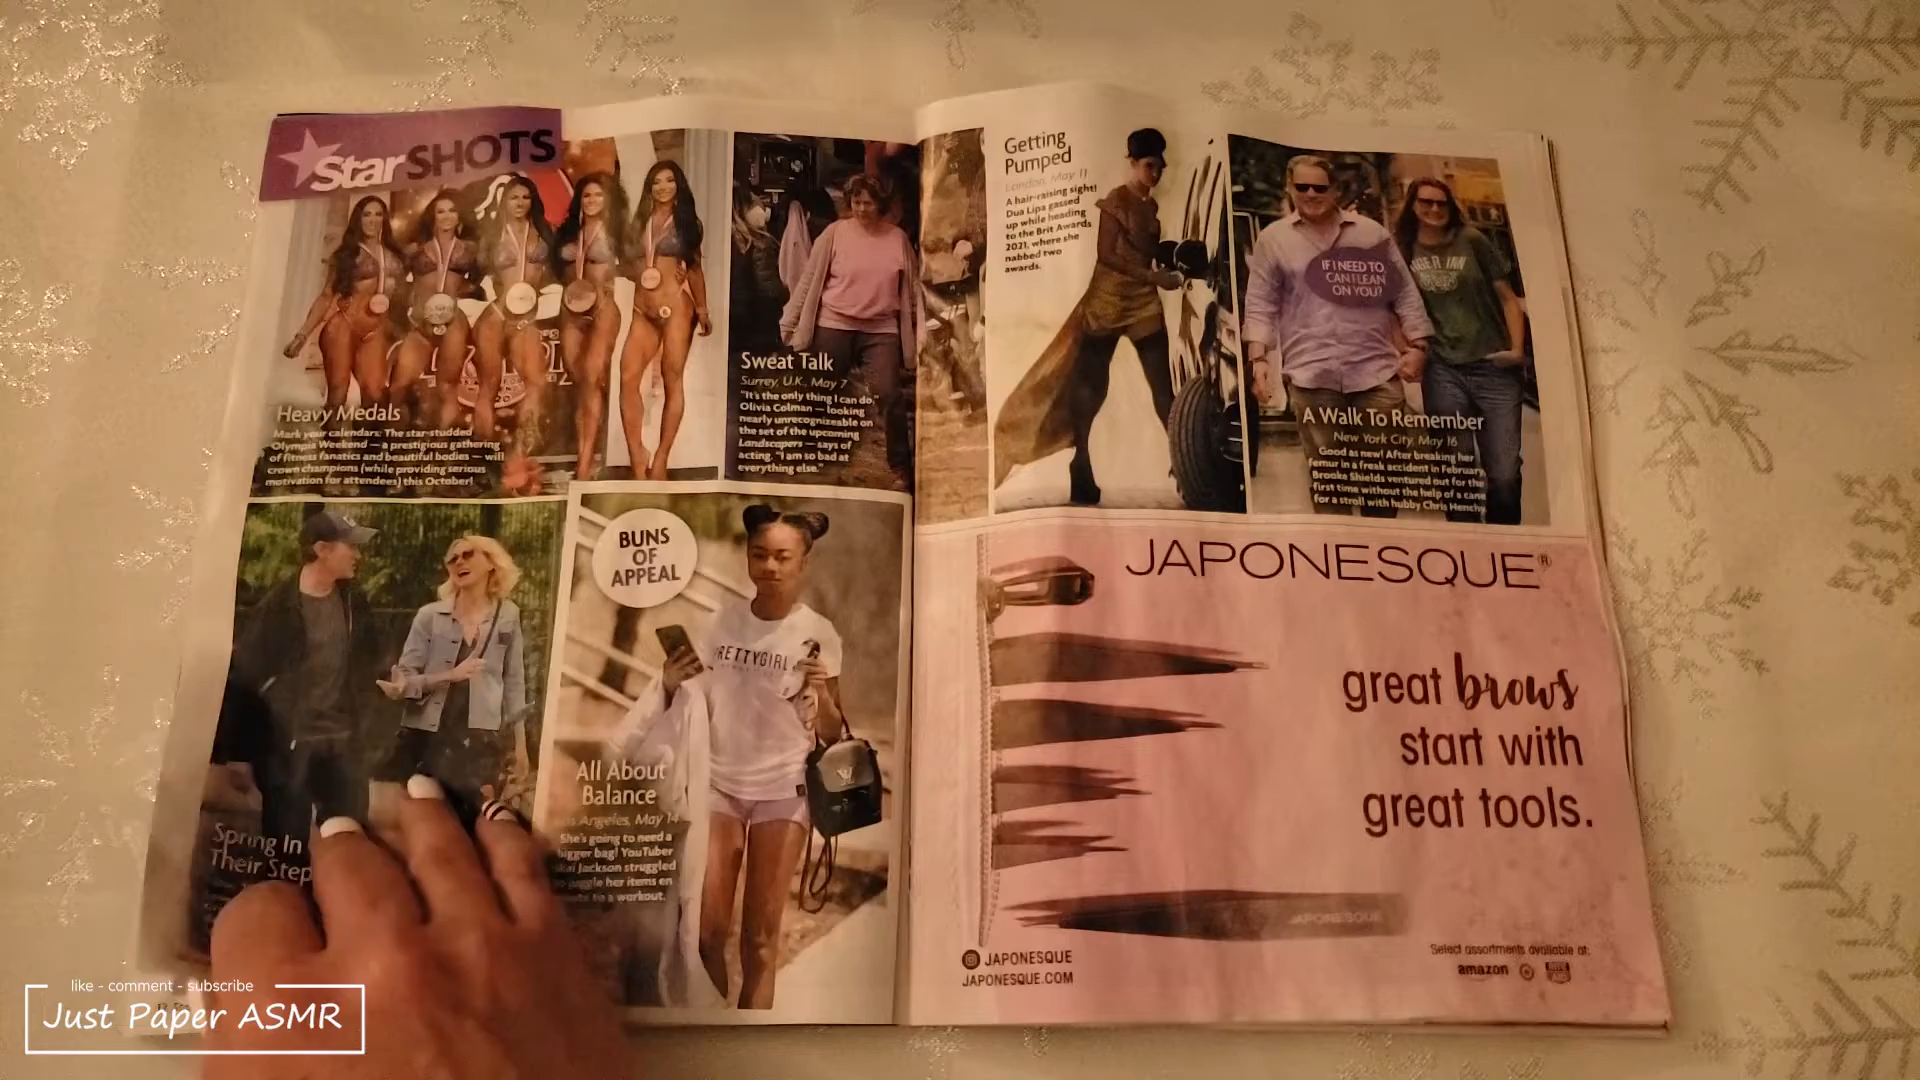 StarSHOTS
Heavy Medals
Mark your calendars: The star-studded
Olympia Weekend — a prestigious gathering
of fitness fanatics and beautiful bodies — will
crown champions (while providing serious
motivation for attendees) this October!
Sweat Talk
Surrey, U.K., May 7
"It's the only thing I can do,"
Olivia Colman — looking
nearly unrecognizeable on
the set of the upcoming
Landscapers — says of
acting. "I am so bad at
everything else."
Spring In
Their Step
BUNS
OF
APPEAL
PRETTYGIRL
All About
Balance
Los Angeles, May 14
She's going to need a
bigger bag! YouTuber
Skai Jackson struggled
to juggle her items en
route to a workout.
Getting
Pumped
London, May 11
A hair-raising sight!
Dua Lipa gassed
up while heading
to the Brit Awards
2021, where she
nabbed two
awards.
IF I NEED TO,
CAN I LEAN
ON YOU?
A Walk To Remember
New York City, May 16
Good as new! After breaking her
femur in a freak accident in February,
Brooke Shields ventured out for the
first time without the help of a cane
for a stroll with hubby Chris Henchy
JAPONESQUE®
great brows
start with
great tools.
JAPONESQUE
JAPONESQUE
JAPONESQUE.COM
Select assortments available at:
amazon
like - comment - subscribe
Just Paper ASMR